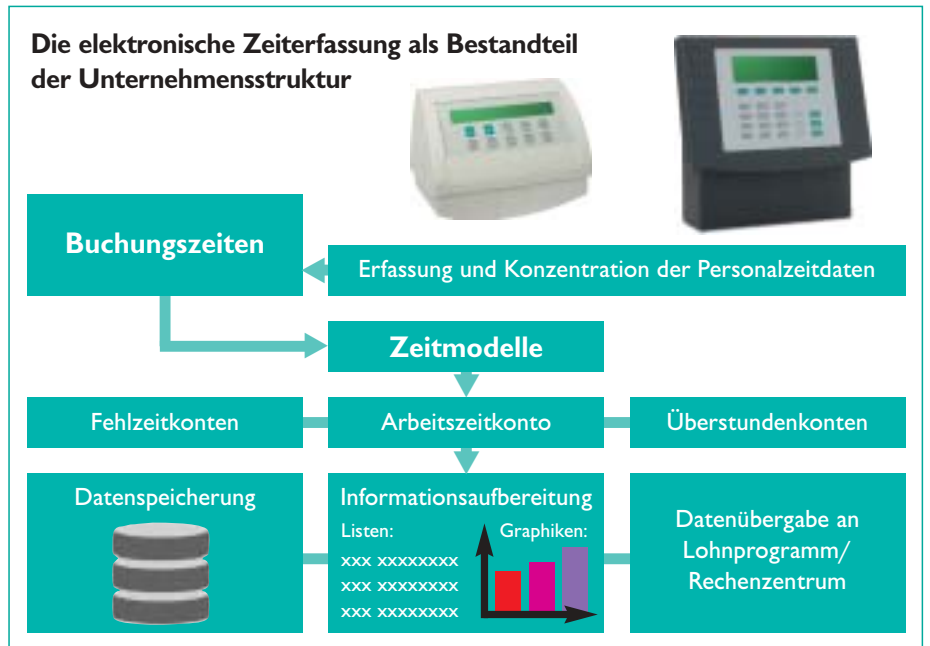 Die elektronische Zeiterfassung als Bestandteil
der Unternehmensstruktur
Buchungszeiten
Erfassung und Konzentration der Personalzeitdaten
Zeitmodelle
Fehlzeitkonten
Arbeitszeitkonto
Überstundenkonten
Datenspeicherung
Informationsaufbereitung
Listen:
Graphiken:
xxx xxxxxxxx
xxx xxxxxxxx
xxx xxxxxxxx
Datenübergabe an
Lohnprogramm/
Rechenzentrum